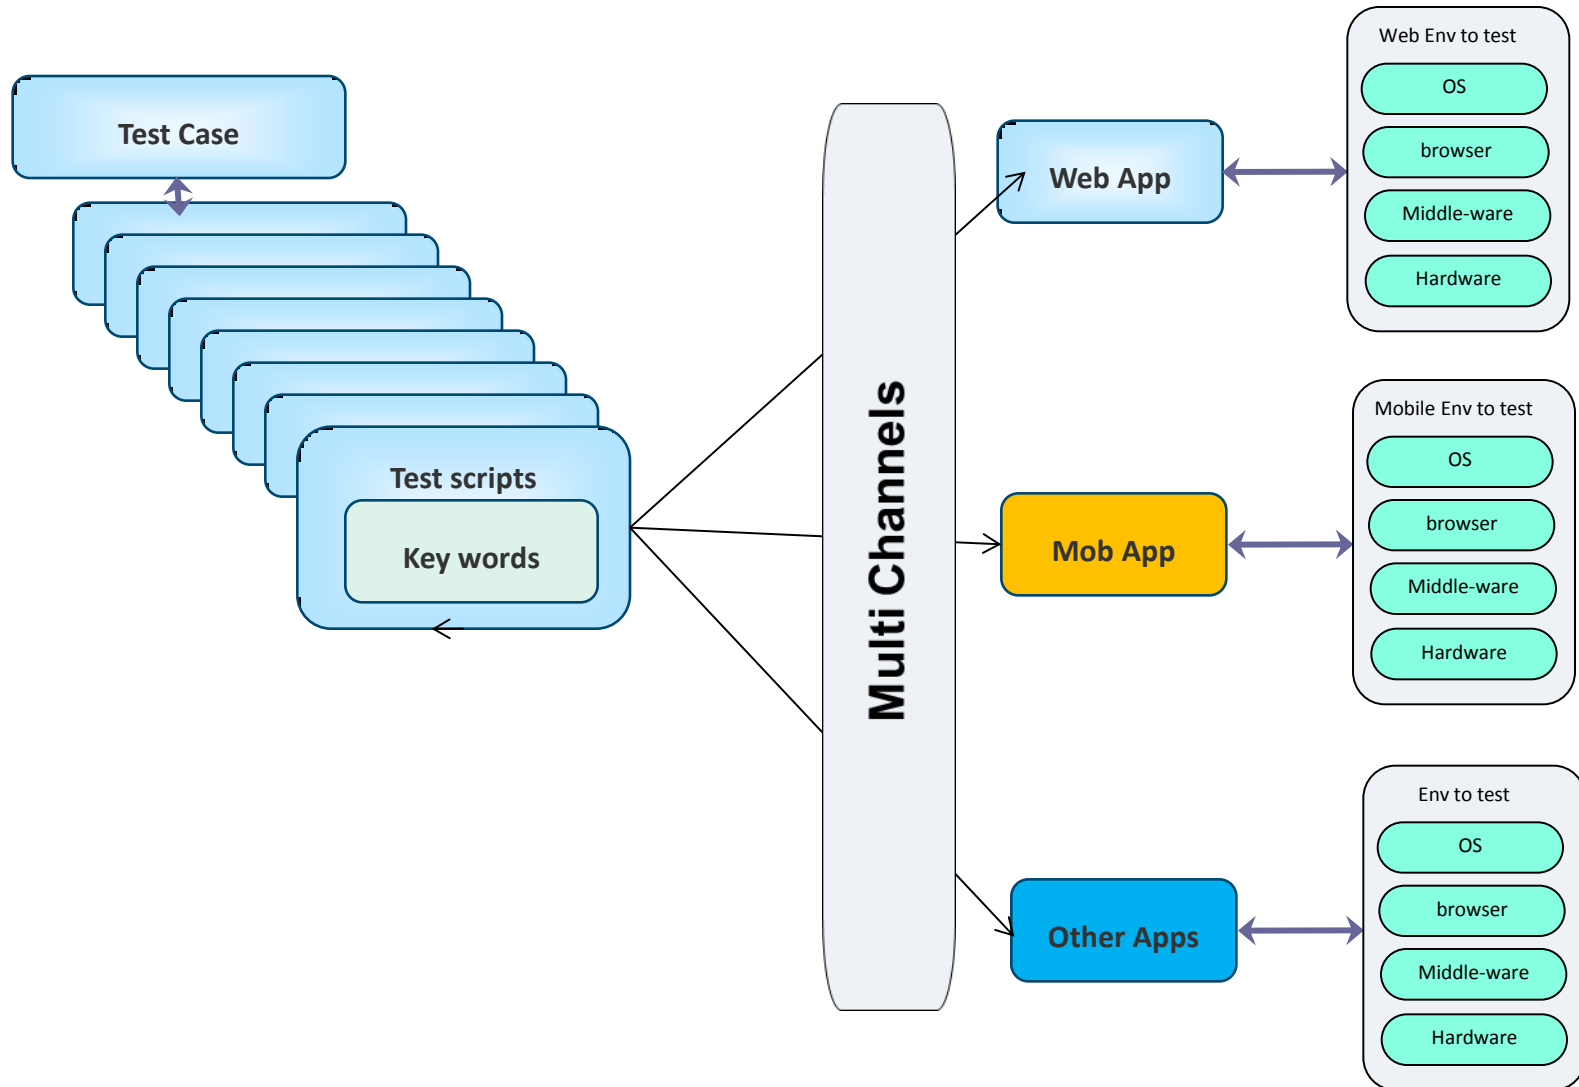 Test Case
Test scripts
Key words
Multi Channels
Web App
Web Env to test
OS
browser
Middle-ware
Hardware
Mob App
Mobile Env to test
OS
browser
Middle-ware
Hardware
Other Apps
Env to test
OS
browser
Middle-ware
Hardware